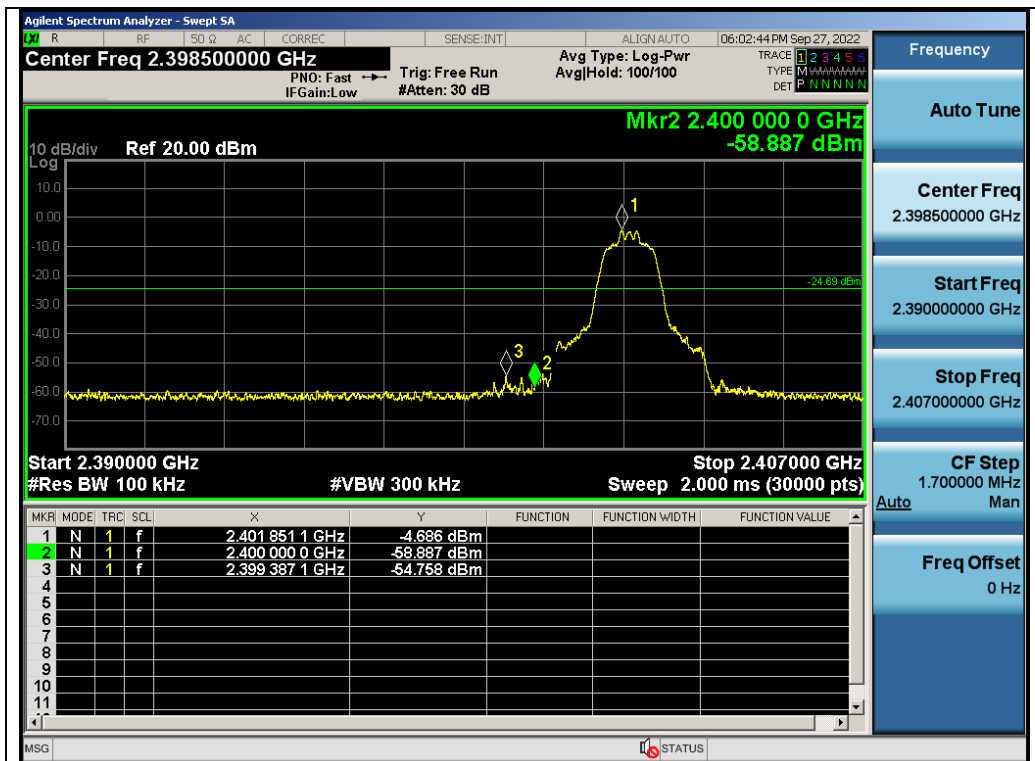 Agilent Spectrum Analyzer - Swept SA
LXI R RF 50 Ω AC CORREC SENSE:INT ALIGN AUTO 06:02:44 PM Sep 27, 2022
Center Freq 2.398500000 GHz
PNO: Fast
IFGain:Low
Trig: Free Run
#Atten: 30 dB
Avg Type: Log-Pwr
Avg|Hold: 100/100
TRACE 1 2 3 4 5 6
TYPE M
DET P N N N N N
Mkr2 2.400 000 0 GHz
-58.887 dBm
10 dB/div Ref 20.00 dBm
Log
10.0
0.00
-10.0
-20.0
-30.0
-40.0
-50.0
-60.0
-70.0
1
-24.69 dBm
3
2
Start 2.390000 GHz Stop 2.407000 GHz
#Res BW 100 kHz #VBW 300 kHz Sweep 2.000 ms (30000 pts)
MKR MODE TRC SCL X Y FUNCTION FUNCTION WIDTH FUNCTION VALUE
1 N 1 f 2.401 851 1 GHz -4.686 dBm
2 N 1 f 2.400 000 0 GHz -58.887 dBm
3 N 1 f 2.399 387 1 GHz -54.758 dBm
4
5
6
7
8
9
10
11
MSG STATUS
Frequency
Auto Tune
Center Freq
2.398500000 GHz
Start Freq
2.390000000 GHz
Stop Freq
2.407000000 GHz
CF Step
1.700000 MHz
Auto Man
Freq Offset
0 Hz